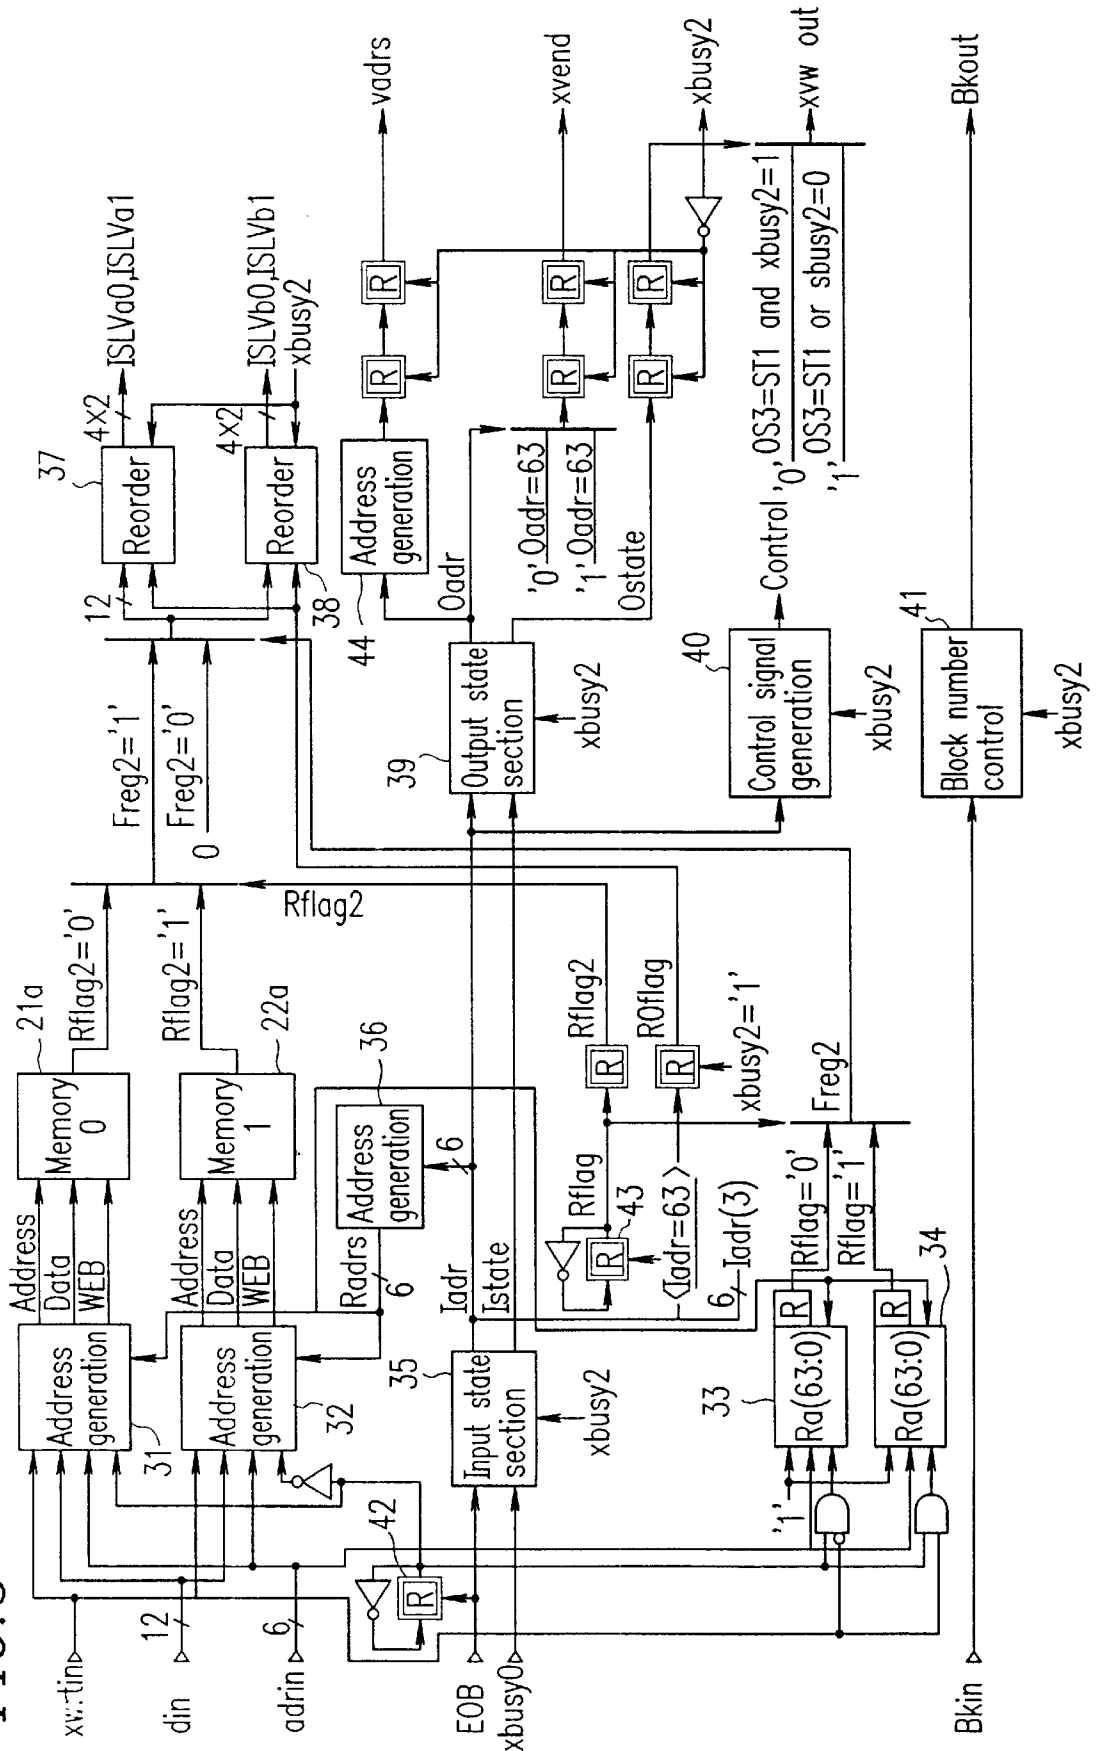 xw:tin
din
12
adrin
6
EOB
xbusy0
Bkin
Address
generation
31
Address
generation
32
42
R
Input state
section
35
xbusy2
'1'
33
Ra(63:0)
R
Ra(63:0)
R
34
Address
Data
WEB
Address
Data
WEB
Memory
0
21a
Memory
1
22a
Radrs
6
Address
generation
36
6
Iadr
Istate
Rflag
R
43
<Iadr=63>
6
Iadr(3)
Rflag='0'
Rflag='1'
R
Rflag2
R
R0flag
xbusy2='1'
Freg2
Rflag2='0'
Rflag2='1'
Rflag2
Freg2='1'
Freg2='0'
0
12
Reorder
37
4x2
ISLVa0,ISLVa1
Reorder
38
4x2
ISLVb0,ISLVb1
xbusy2
Output state
section
39
xbusy2
Oadr
Ostate
44
Address
generation
'0' Oadr=63
'1' Oadr=63
R
R
vadrs
R
R
xvend
R
R
xbusy2
Control signal
generation
40
xbusy2
Control
'0' OS3=ST1 and xbusy2=1
'1' OS3=ST1 or sbusy2=0
xvw out
Block number
control
41
xbusy2
Bkout